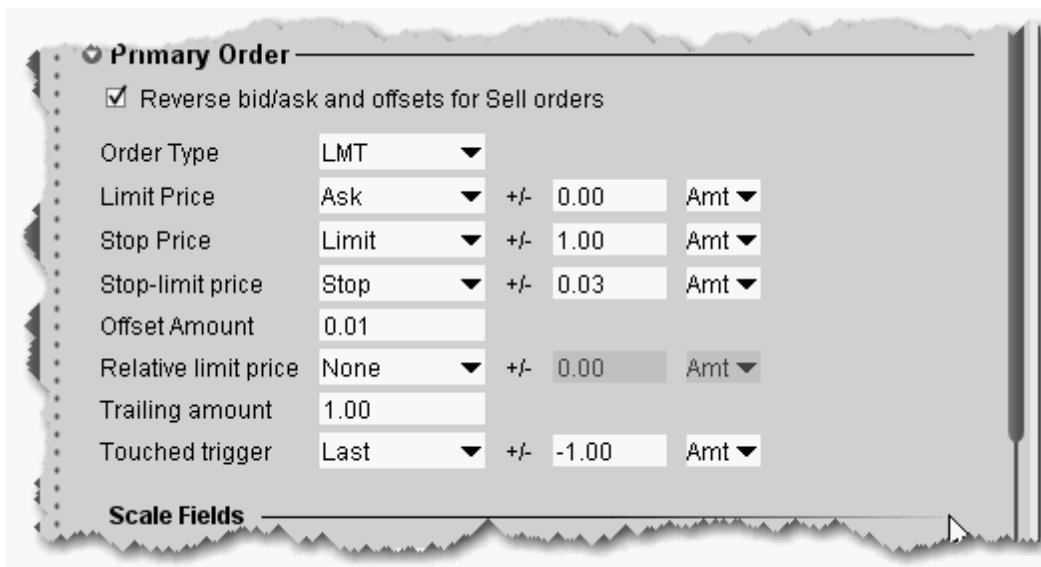 Primary Order
Reverse bid/ask and offsets for Sell orders
Order Type LMT
Limit Price Ask +/- 0.00 Amt
Stop Price Limit +/- 1.00 Amt
Stop-limit price Stop +/- 0.03 Amt
Offset Amount 0.01
Relative limit price None +/- 0.00 Amt
Trailing amount 1.00
Touched trigger Last +/- -1.00 Amt
Scale Fields